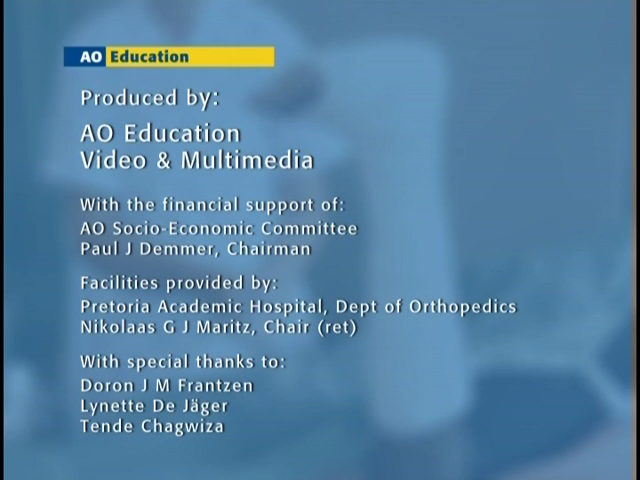 AO Education
Produced by:
AO Education
Video & Multimedia
With the financial support of:
AO Socio-Economic Committee
Paul J Demmer, Chairman
Facilities provided by:
Pretoria Academic Hospital, Dept of Orthopedics
Nikolaas G J Maritz, Chair (ret)
With special thanks to:
Doron J M Frantzen
Lynette De Jäger
Tende Chagwiza